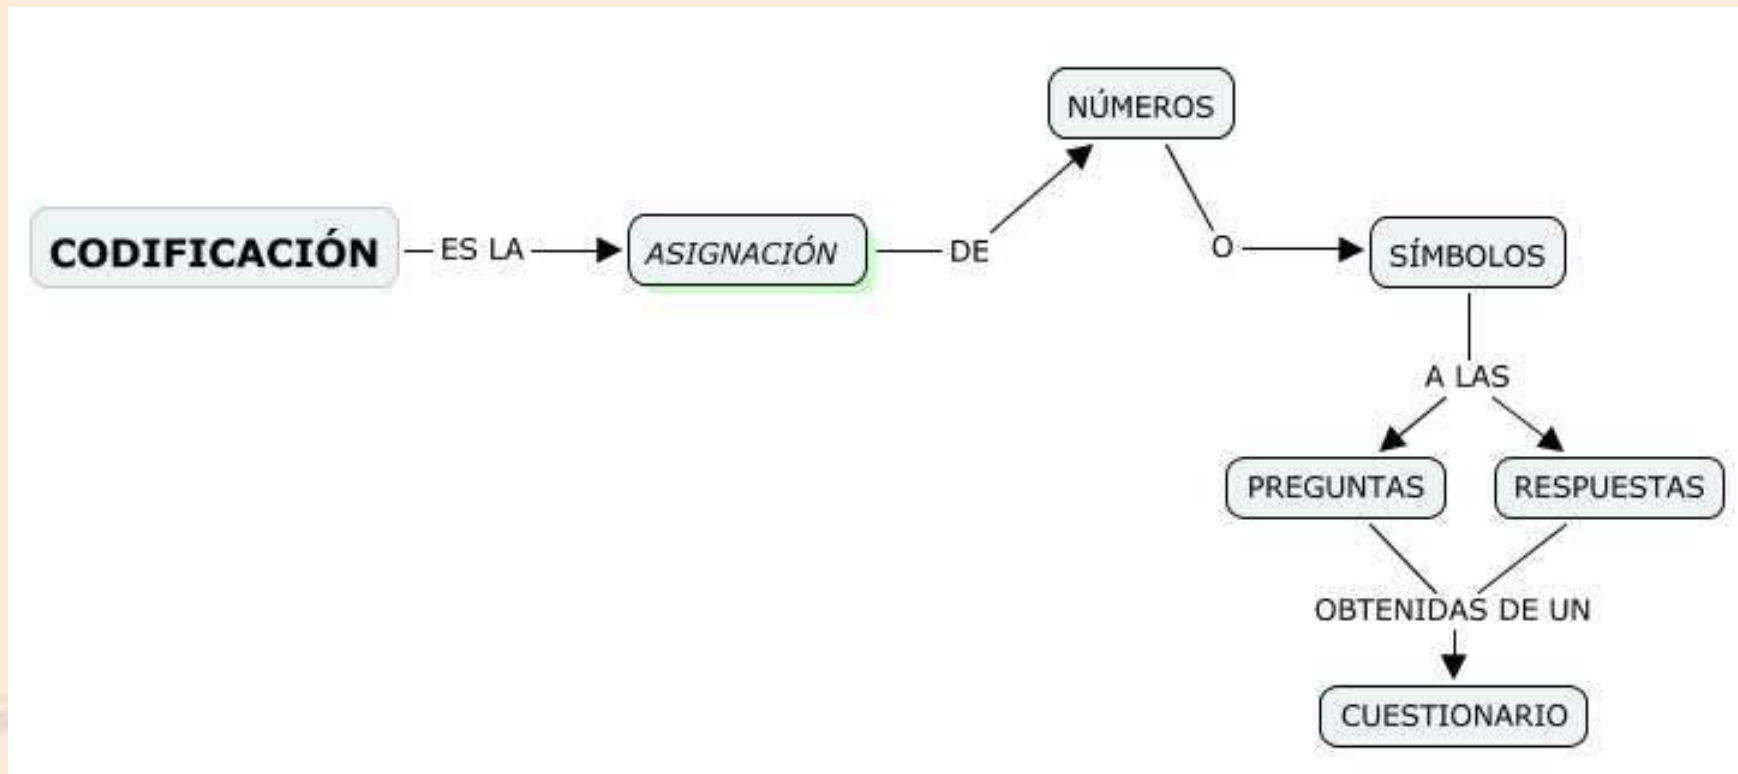 CODIFICACIÓN
ES LA
ASIGNACIÓN
DE
NÚMEROS
O
SÍMBOLOS
A LAS
PREGUNTAS
RESPUESTAS
OBTENIDAS DE UN
CUESTIONARIO